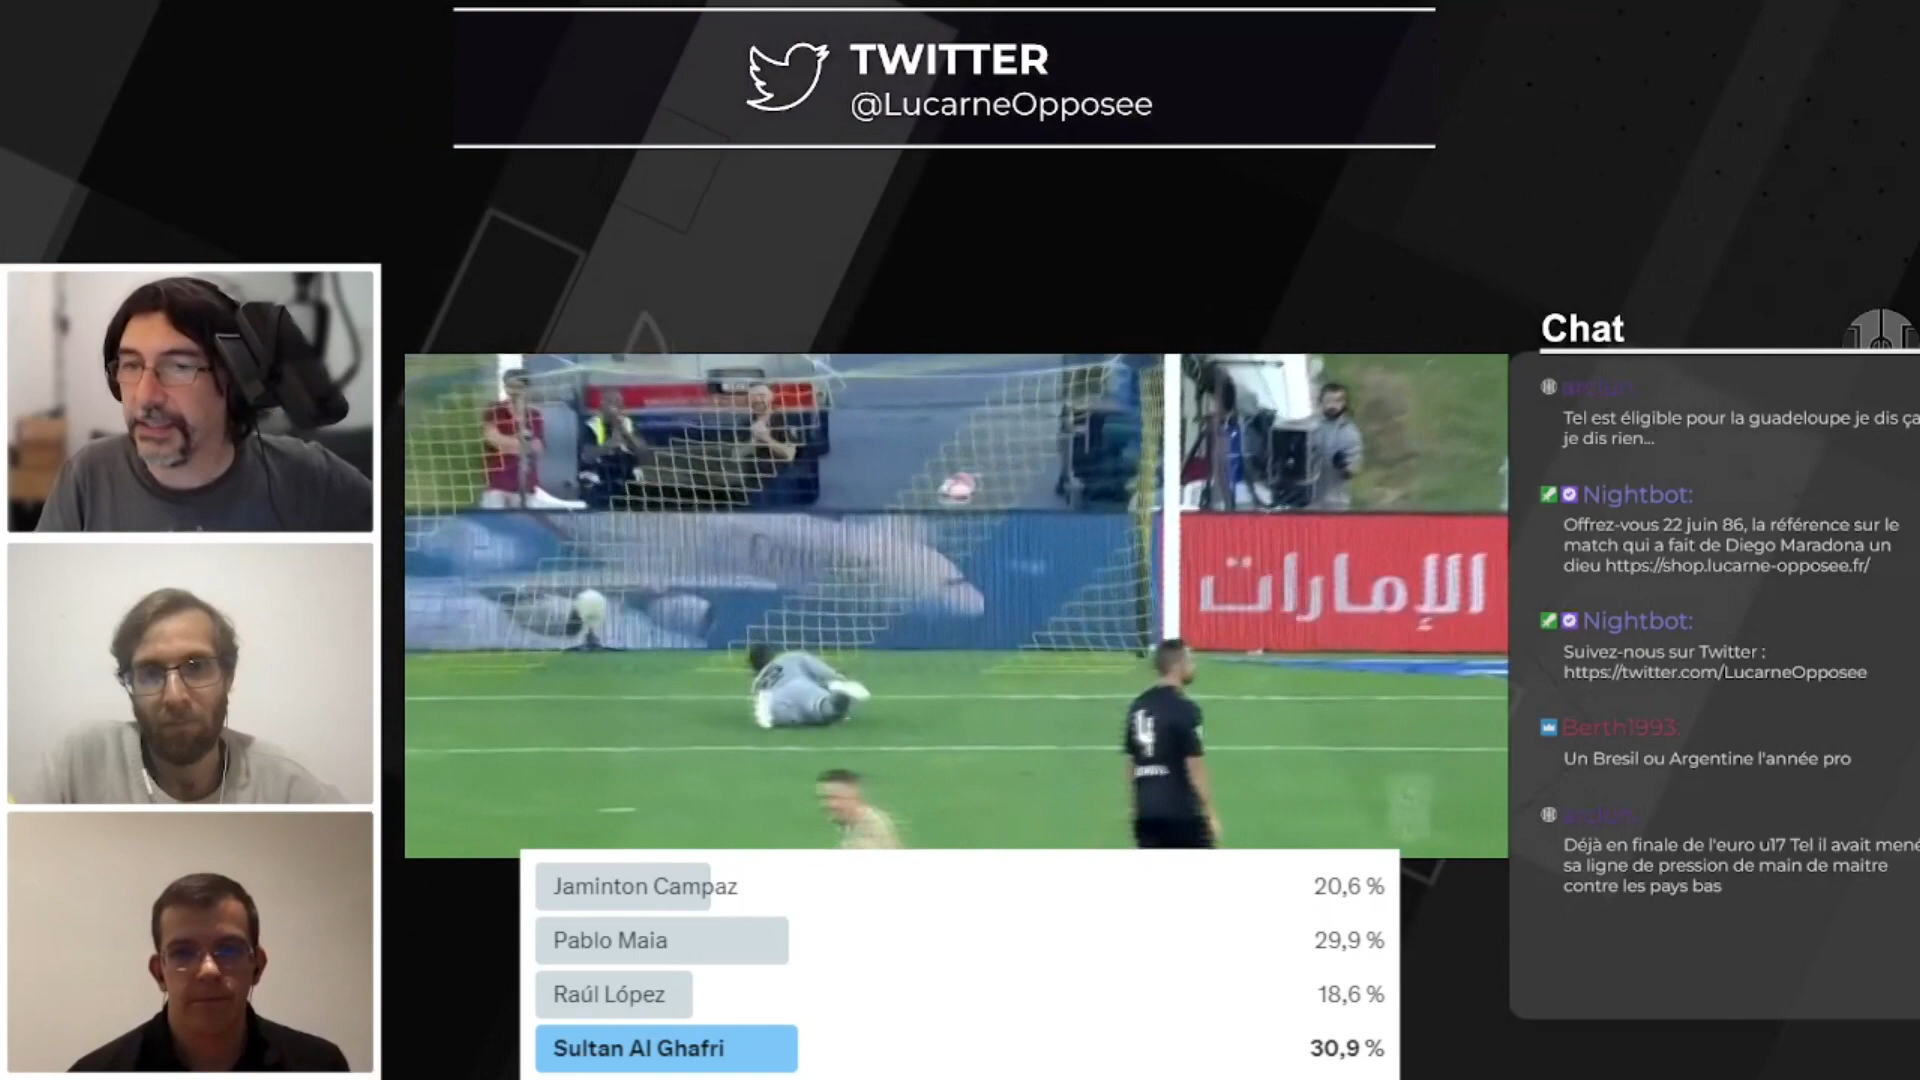 TWITTER
@LucarneOpposee
Chat
Tel est éligible pour la guadeloupe je dis ça
je dis rien...
Nightbot:
Offrez-vous 22 juin 86, la référence sur le
match qui a fait de Diego Maradona un
dieu https://shop.lucarne-opposee.fr/
Nightbot:
Suivez-nous sur Twitter :
https://twitter.com/LucarneOpposee
Berth1993:
Un Bresil ou Argentine l'année pro
Déjà en finale de l'euro u17 Tel il avait mené
sa ligne de pression de main de maitre
contre les pays bas
الإمارات
4
Jaminton Campaz 20,6 %
Pablo Maia 29,9 %
Raúl López 18,6 %
Sultan Al Ghafri 30,9 %